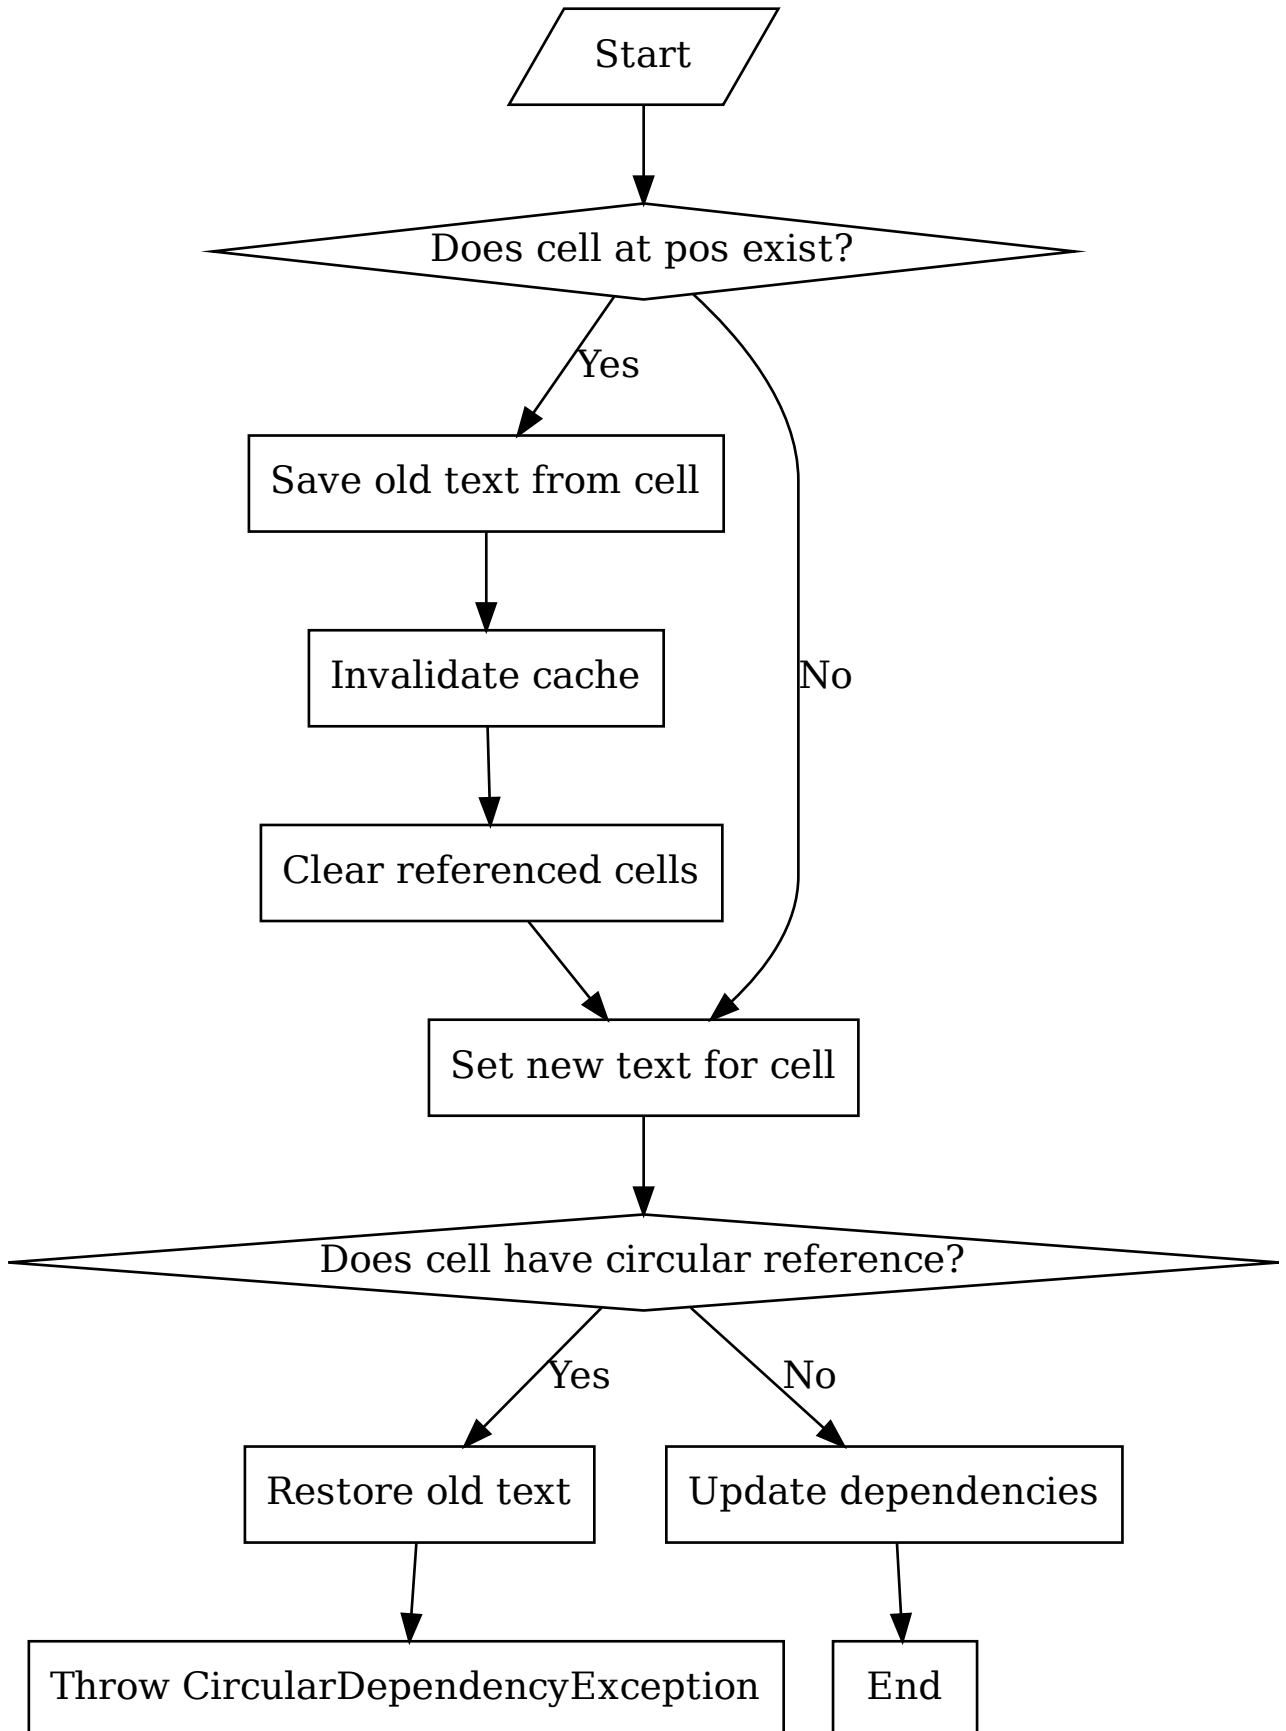 Start
Does cell at pos exist?
Yes
Save old text from cell
Invalidate cache
No
Clear referenced cells
Set new text for cell
Does cell have circular reference?
Yes
No
Restore old text
Update dependencies
Throw CircularDependencyException
End